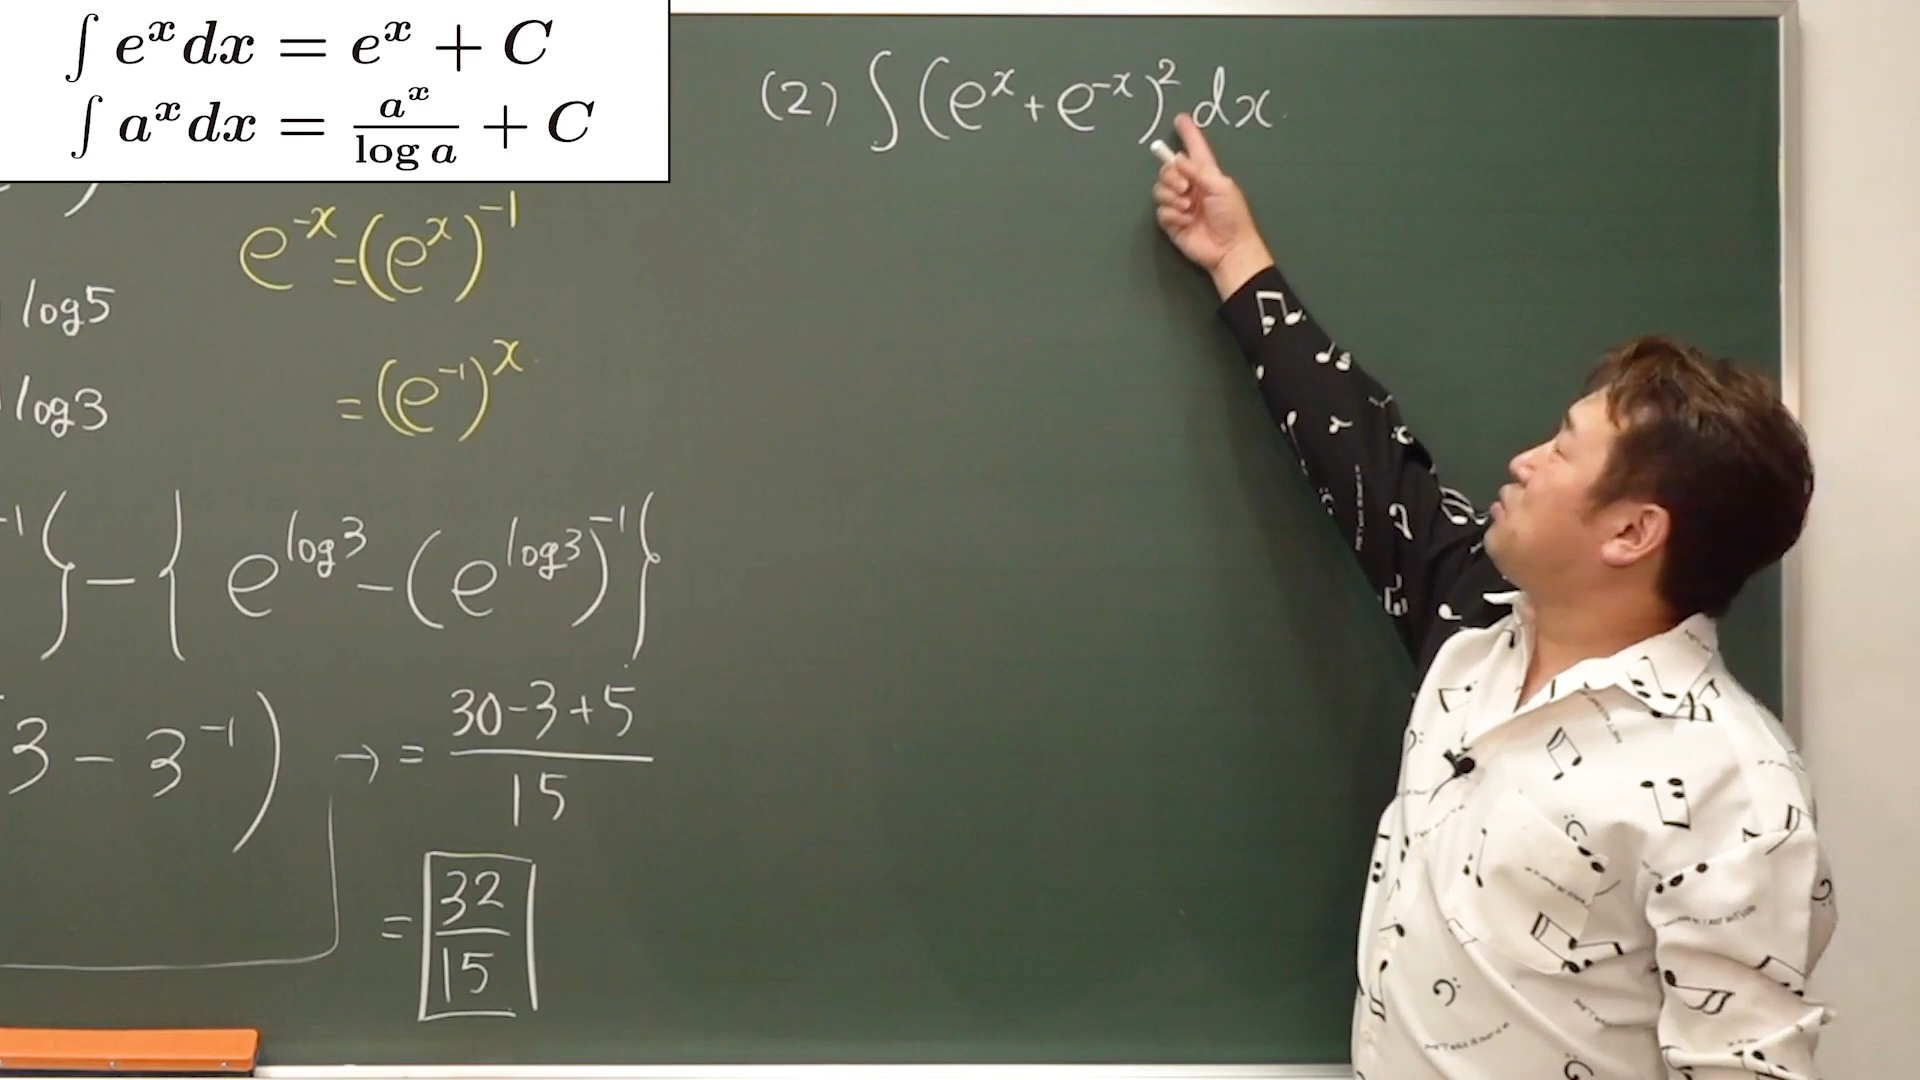 ∫ e^x dx = e^x + C
∫ a^x dx = a^x / log a + C
(2) ∫ (e^x + e^{-x})^2 dx
e^{-x} = (e^x)^{-1}
= (e^{-1})^x
log5
log3
-1} - { e^{log3} - (e^{log3})^{-1} }
3 - 3^{-1} ) → = 30-3+5 / 15
= 32 / 15